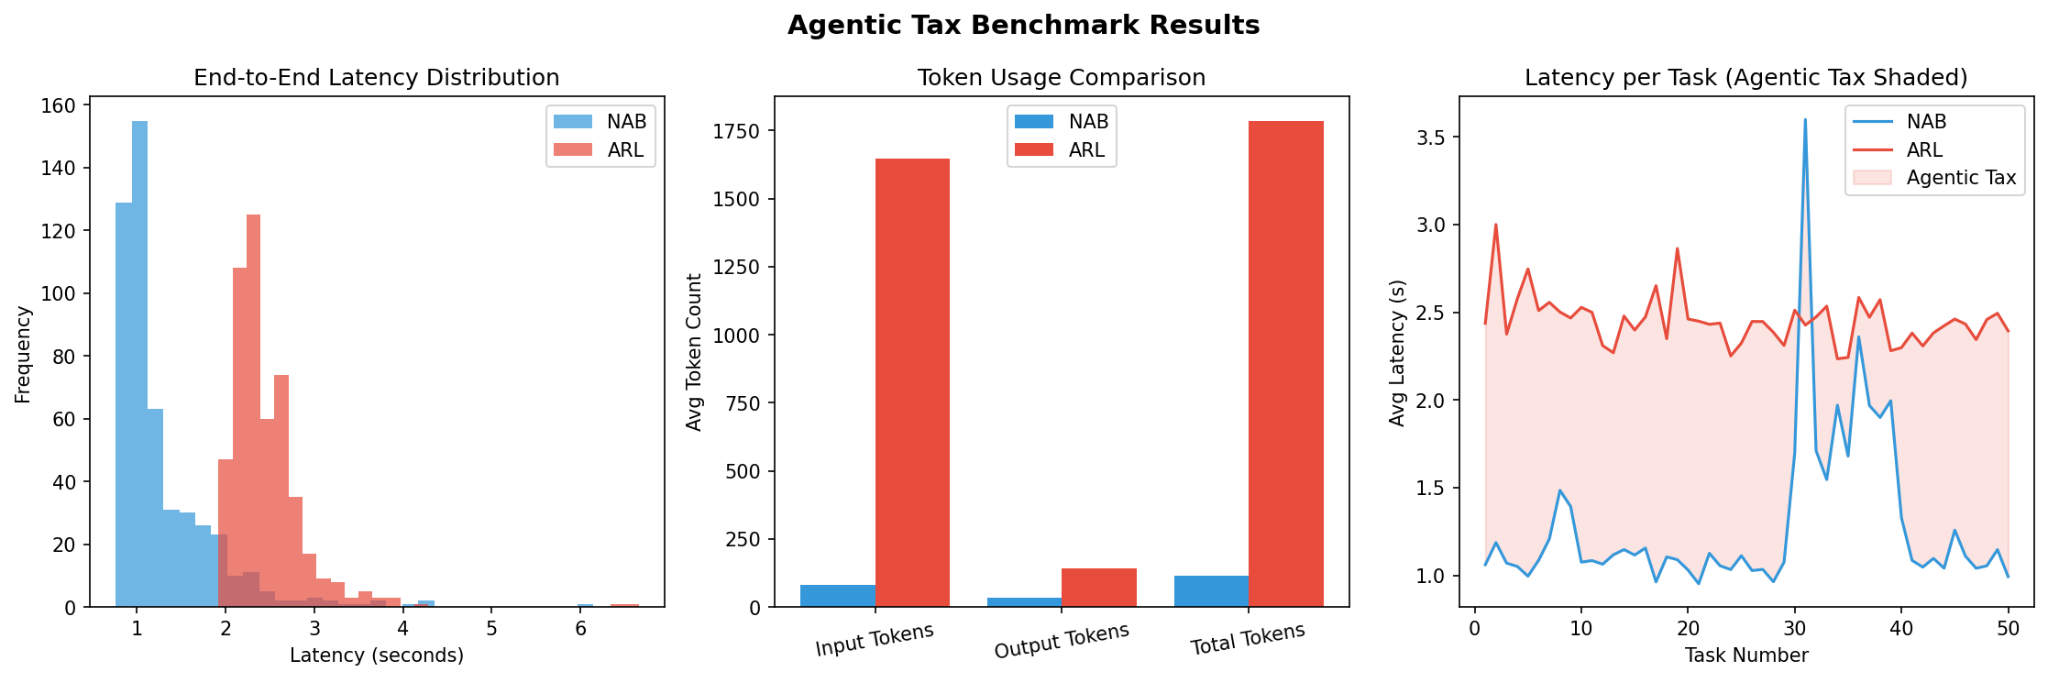 Agentic Tax Benchmark Results
End-to-End Latency Distribution
160
140
120
100
80
60
40
20
0
Frequency
NAB
ARL
1 2 3 4 5 6
Latency (seconds)
Token Usage Comparison
1750
1500
1250
1000
750
500
250
0
Avg Token Count
NAB
ARL
Input Tokens Output Tokens Total Tokens
Latency per Task (Agentic Tax Shaded)
3.5
3.0
2.5
2.0
1.5
1.0
Avg Latency (s)
NAB
ARL
Agentic Tax
0 10 20 30 40 50
Task Number